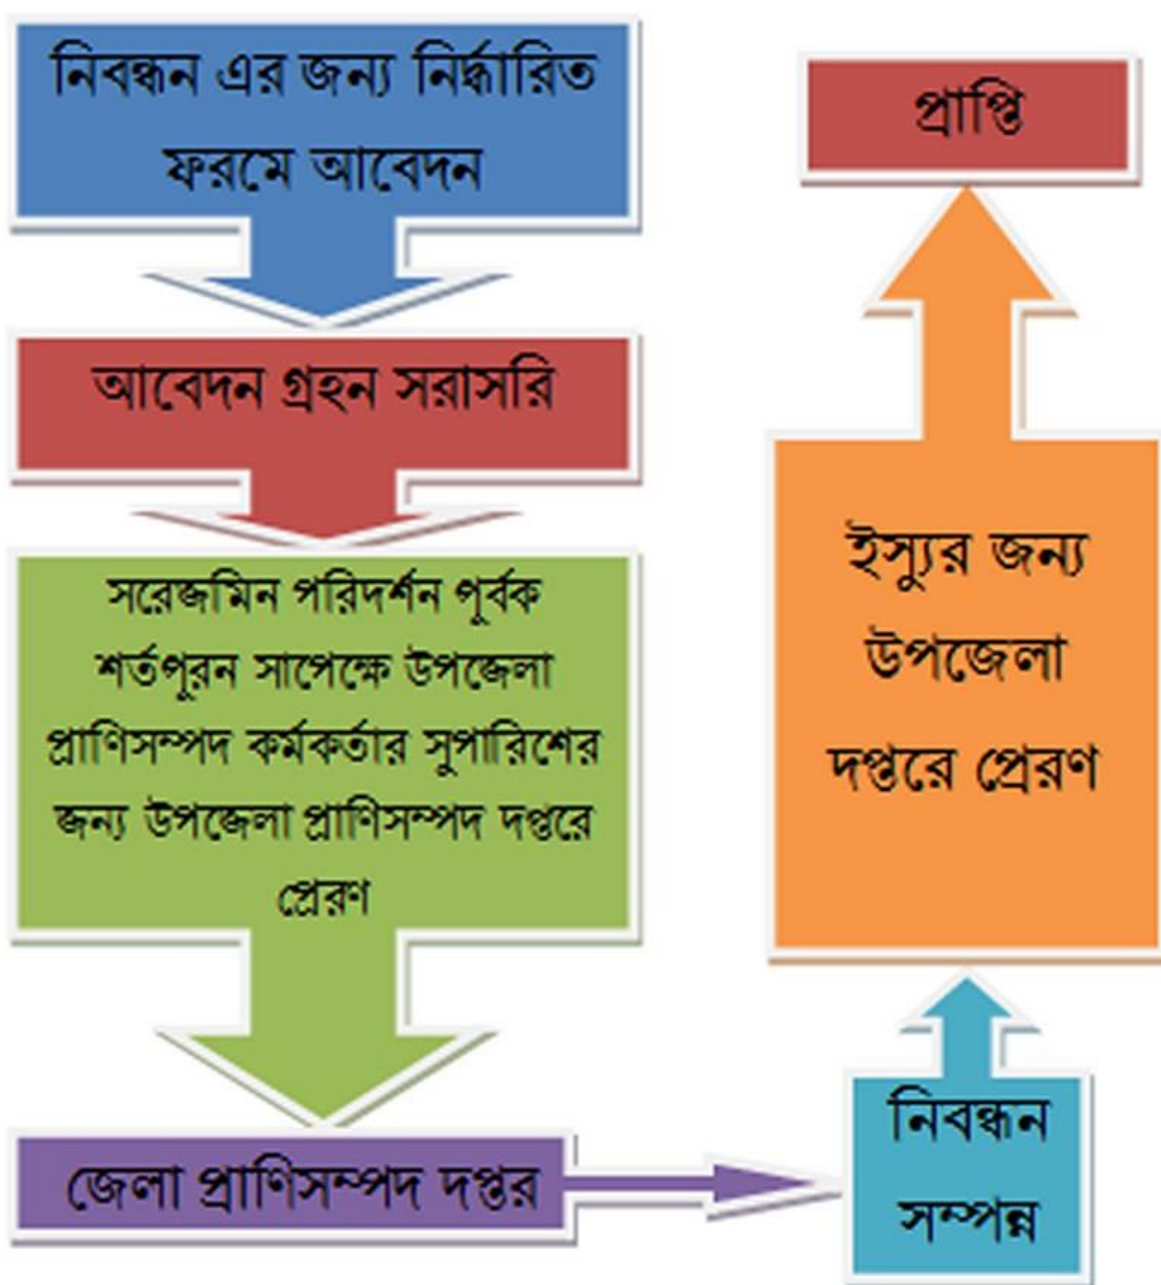 নিবন্ধন এর জন্য নির্দ্ধারিত
ফরমে আবেদন
আবেদন গ্রহন সরাসরি
সরেজমিন পরিদর্শন পূর্বক
শর্তপূরন সাপেক্ষে উপজেলা
প্রাণিসম্পদ কর্মকর্তার সুপারিশের
জন্য উপজেলা প্রাণিসম্পদ দপ্তরে
প্রেরণ
জেলা প্রাণিসম্পদ দপ্তর
নিবন্ধন
সম্পন্ন
ইস্যুর জন্য
উপজেলা
দপ্তরে প্রেরণ
প্রাপ্তি